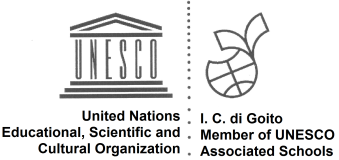 UNESCO
United Nations
Educational, Scientific and
Cultural Organization
I. C. di Goito
Member of UNESCO
Associated Schools